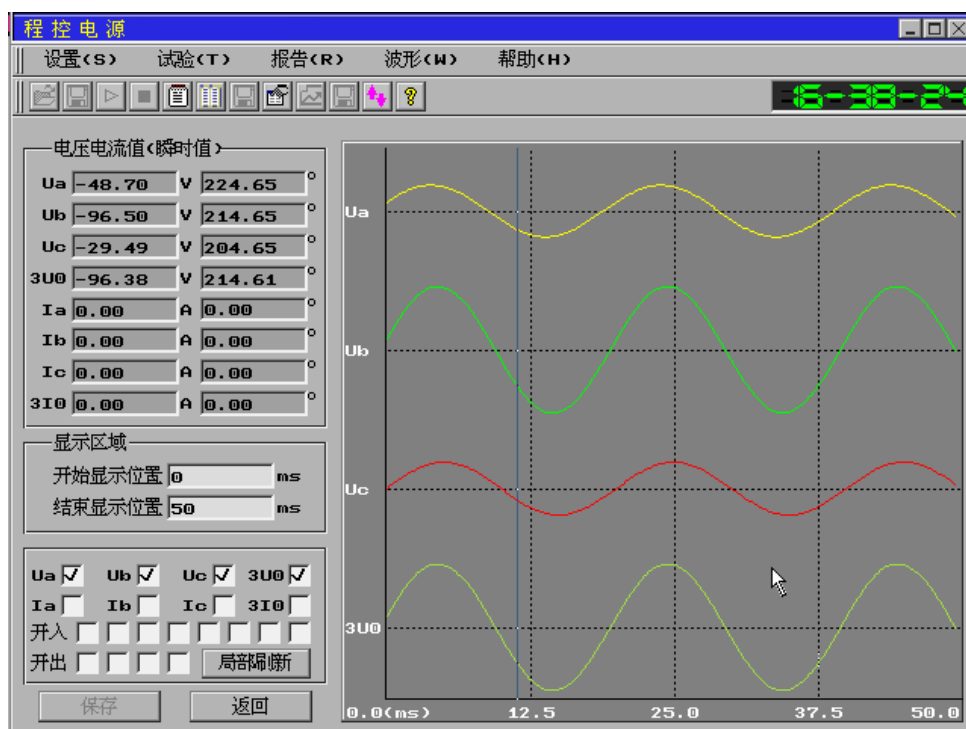 程控电源
设置(S) 试验(T) 报告(R) 波形(W) 帮助(H)
-16-38-24
电压电流值(瞬时值)
Ua -48.70 V 224.65 °
Ub -96.50 V 214.65 °
Uc -29.49 V 204.65 °
3U0 -96.38 V 214.61 °
Ia 0.00 A 0.00 °
Ib 0.00 A 0.00 °
Ic 0.00 A 0.00 °
3I0 0.00 A 0.00 °
显示区域
开始显示位置 0 ms
结束显示位置 50 ms
Ua Ub Uc 3U0
Ia Ib Ic 3I0
开入
开出 局部刷新
保存 返回
Ua
Ub
Uc
3U0
0.0(ms) 12.5 25.0 37.5 50.0